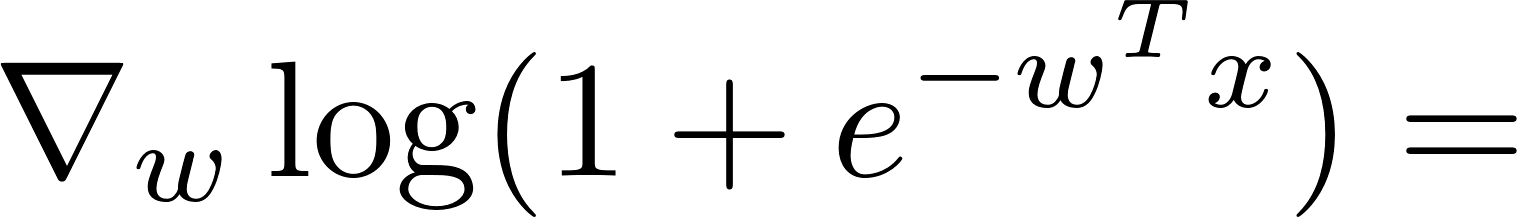 ∇_w log(1 + e^{-w^T x}) =